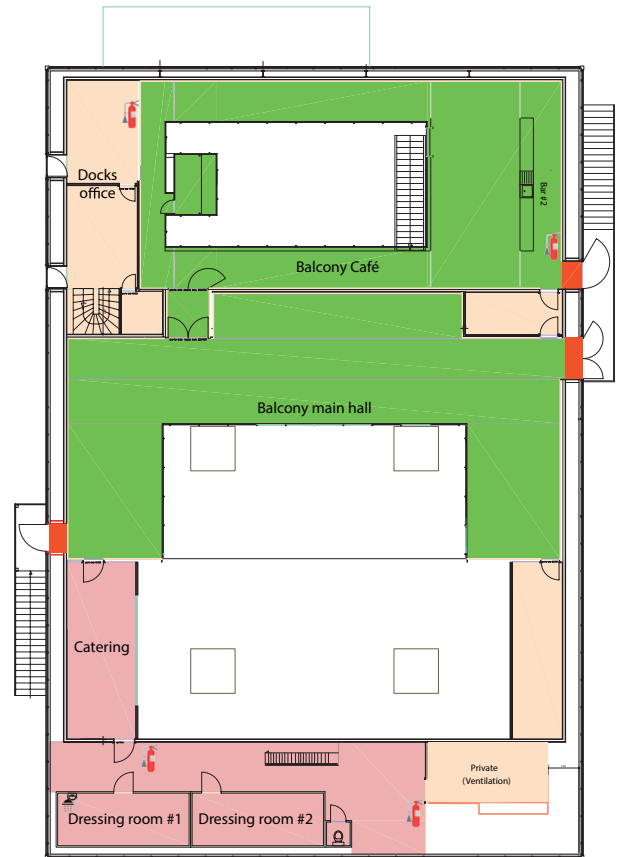 Docks
office
Bar #2
Balcony Café
Balcony main hall
Catering
Private
(Ventilation)
Dressing room #1
Dressing room #2